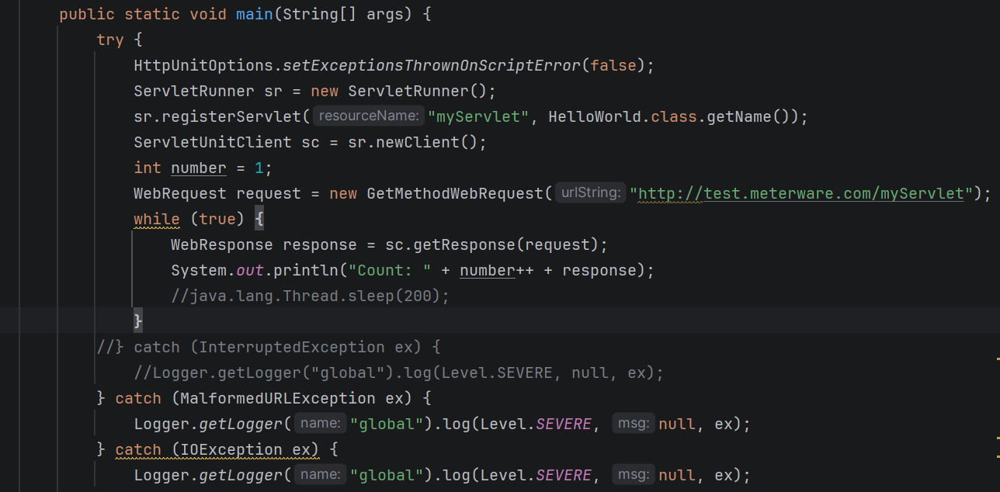 public static void main(String[] args) {
try {
HttpUnitOptions.setExceptionsThrownOnScriptError(false);
ServletRunner sr = new ServletRunner();
sr.registerServlet( resourceName: "myServlet", HelloWorld.class.getName());
ServletUnitClient sc = sr.newClient();
int number = 1;
WebRequest request = new GetMethodWebRequest( urlString: "http://test.meterware.com/myServlet");
while (true) {
WebResponse response = sc.getResponse(request);
System.out.println("Count: " + number++ + response);
//java.lang.Thread.sleep(200);
}
//} catch (InterruptedException ex) {
//Logger.getLogger("global").log(Level.SEVERE, null, ex);
} catch (MalformedURLException ex) {
Logger.getLogger( name: "global").log(Level.SEVERE, msg: null, ex);
} catch (IOException ex) {
Logger.getLogger( name: "global").log(Level.SEVERE, msg: null, ex);